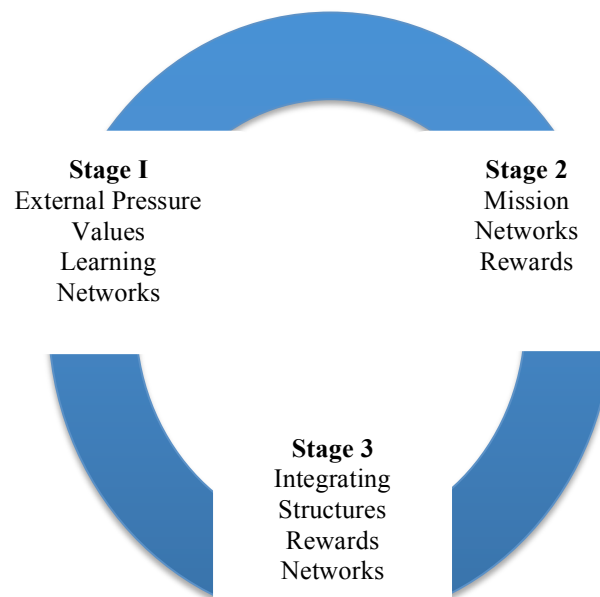 Stage I
External Pressure
Values
Learning
Networks
Stage 2
Mission
Networks
Rewards
Stage 3
Integrating
Structures
Rewards
Networks